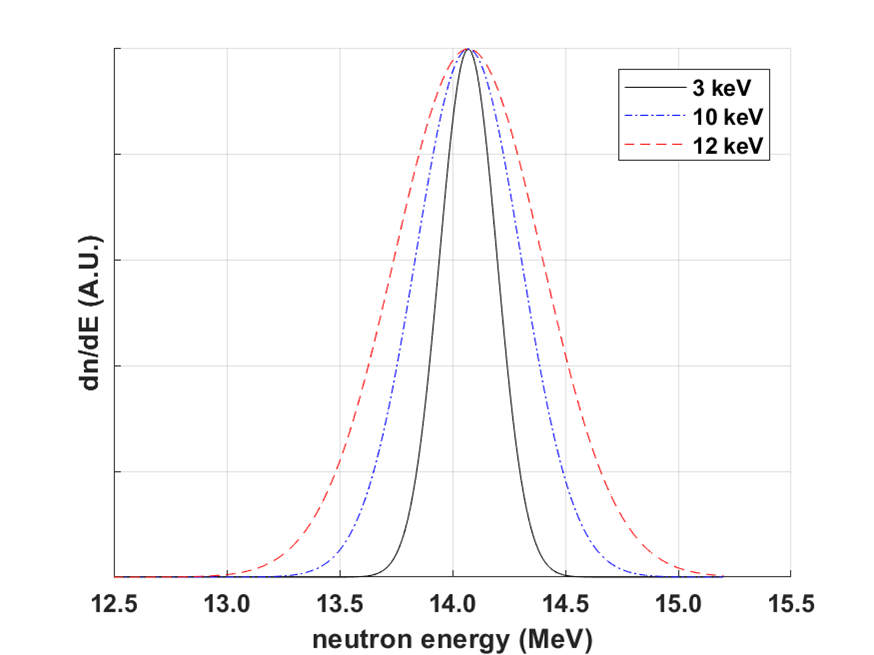 3 keV
10 keV
12 keV
dn/dE (A.U.)
12.5 13.0 13.5 14.0 14.5 15.0 15.5
neutron energy (MeV)